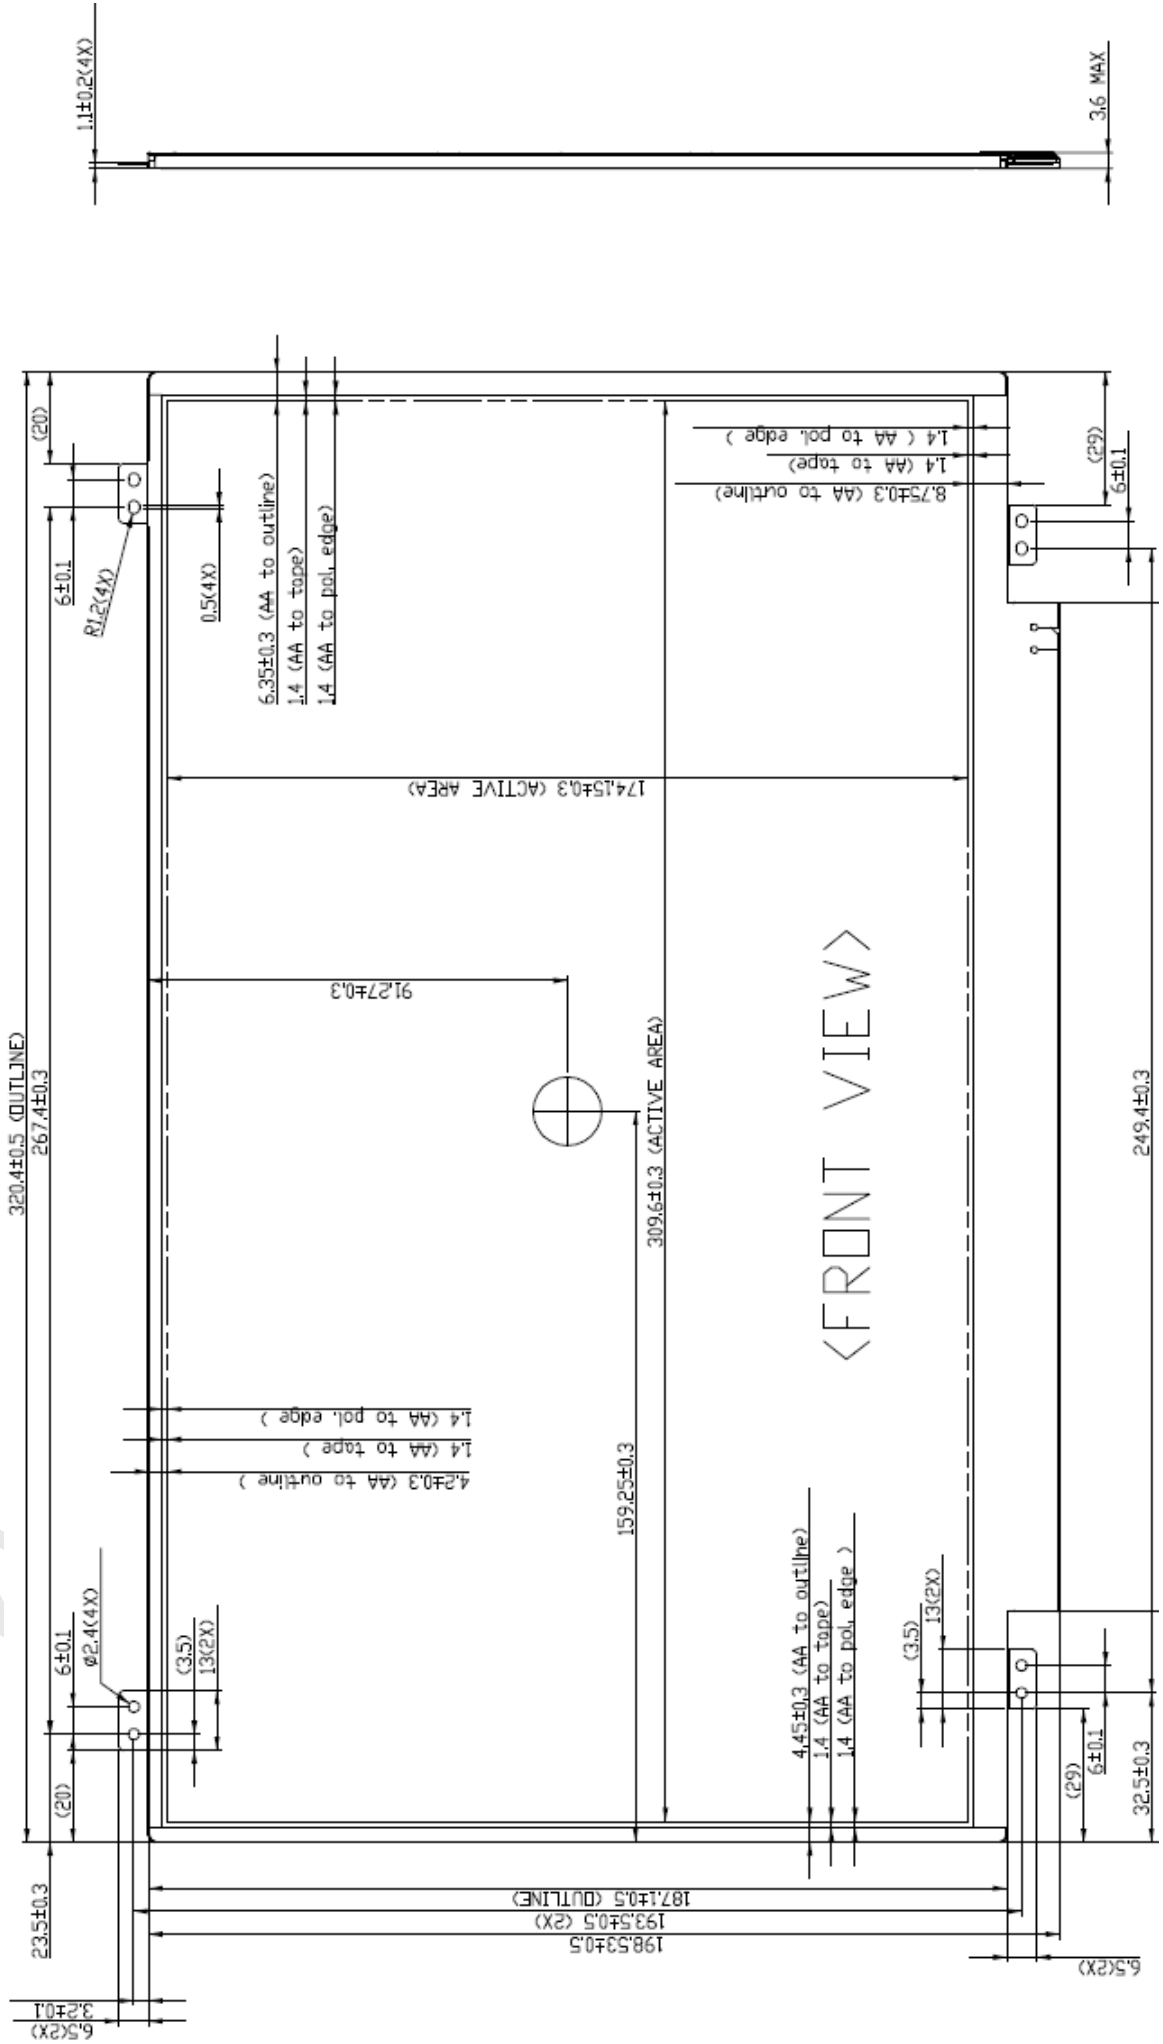 1.1±0.2(4X)
3.6 MAX
320.4±0.5 (OUTLINE)
267.4±0.3
(20)
6±0.1
R1.2(4X)
0.5(4X)
6.35±0.3 (AA to outline)
1.4 (AA to tape)
1.4 (AA to pol. edge)
1.4 ( AA to pol. edge )
1.4 (AA to tape)
8.75±0.3 (AA to outline)
(29)
6±0.1
174.15±0.3 (ACTIVE AREA)
91.27±0.3
309.6±0.3 (ACTIVE AREA)
<FRONT VIEW>
249.4±0.3
1.4 (AA to pol. edge )
1.4 (AA to tape )
4.2±0.3 (AA to outline )
159.25±0.3
ø2.4(4X)
6±0.1
(3.5)
13(2X)
(20)
23.5±0.3
4.45±0.3 (AA to outline)
1.4 (AA to tape)
1.4 (AA to pol. edge )
(3.5)
13(2X)
(29)
6±0.1
32.5±0.3
187.1±0.5 (OUTLINE)
193.5±0.5 (2X)
198.53±0.5
6.5(2X)
3.2±0.1
6.5(2X)